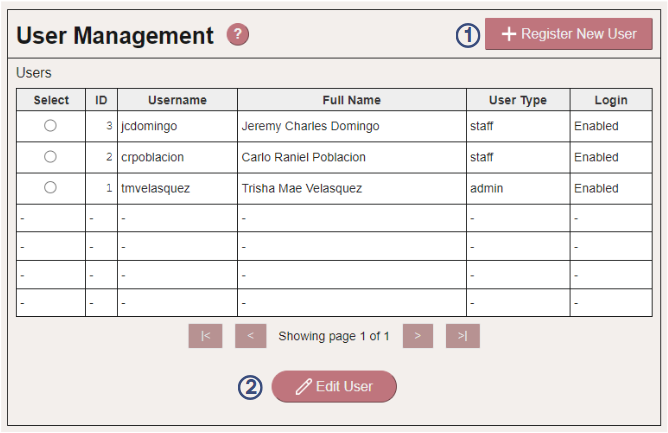 User Management ?
1 + Register New User
Users
Select ID Username Full Name User Type Login
3 jcdomingo Jeremy Charles Domingo staff Enabled
2 crpoblacion Carlo Raniel Poblacion staff Enabled
1 tmvelasquez Trisha Mae Velasquez admin Enabled
- - - - - -
- - - - - -
- - - - - -
- - - - - -
|< < Showing page 1 of 1 > >|
2 Edit User